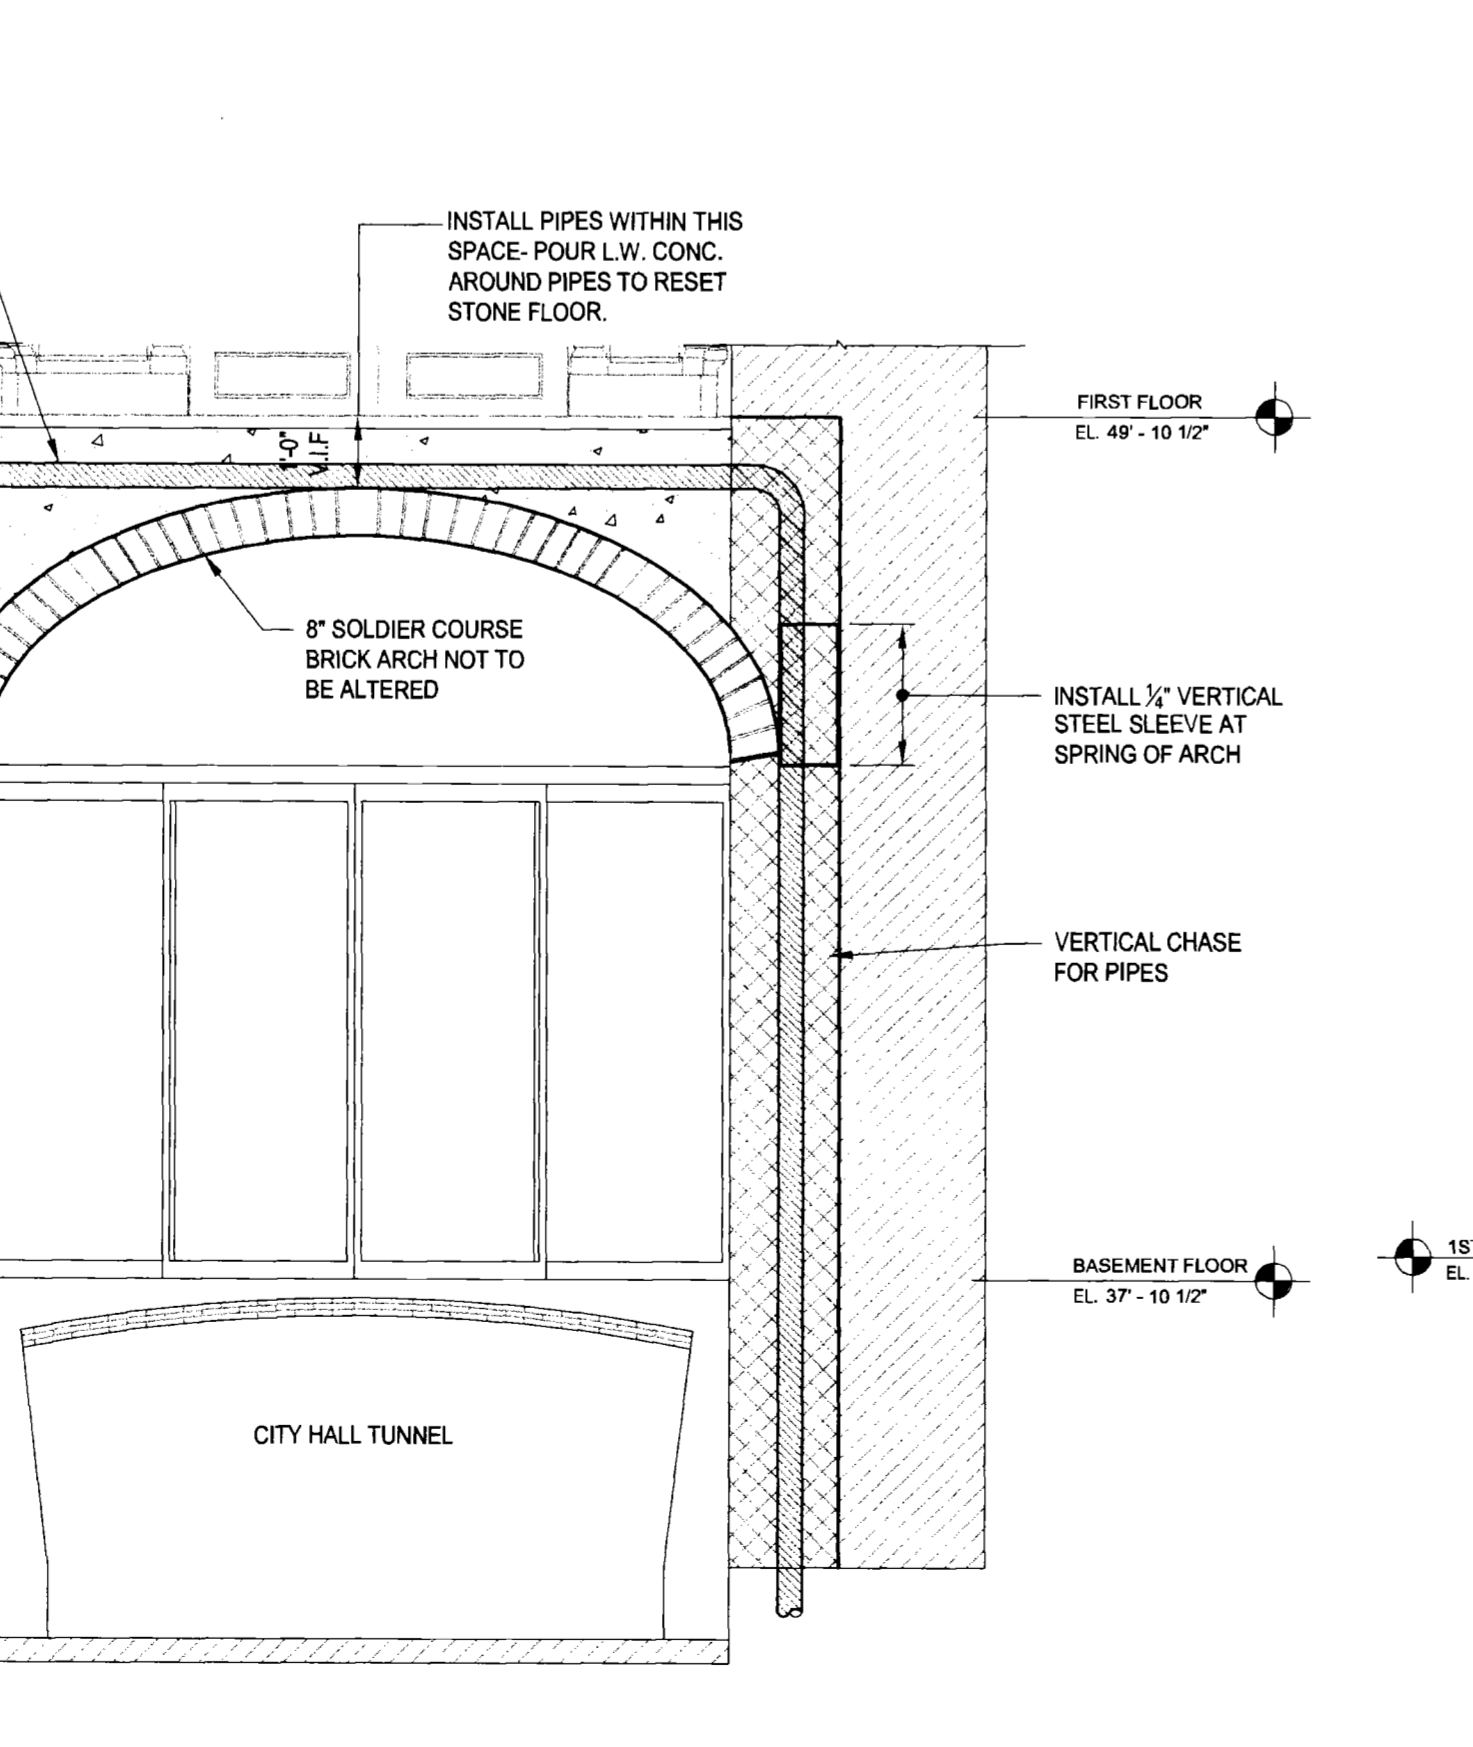 INSTALL PIPES WITHIN THIS
SPACE- POUR L.W. CONC.
AROUND PIPES TO RESET
STONE FLOOR.
FIRST FLOOR
EL. 49' - 10 1/2"
1'-0"
V.I.F
8" SOLDIER COURSE
BRICK ARCH NOT TO
BE ALTERED
INSTALL ¼" VERTICAL
STEEL SLEEVE AT
SPRING OF ARCH
VERTICAL CHASE
FOR PIPES
BASEMENT FLOOR
EL. 37' - 10 1/2"
EL.
CITY HALL TUNNEL